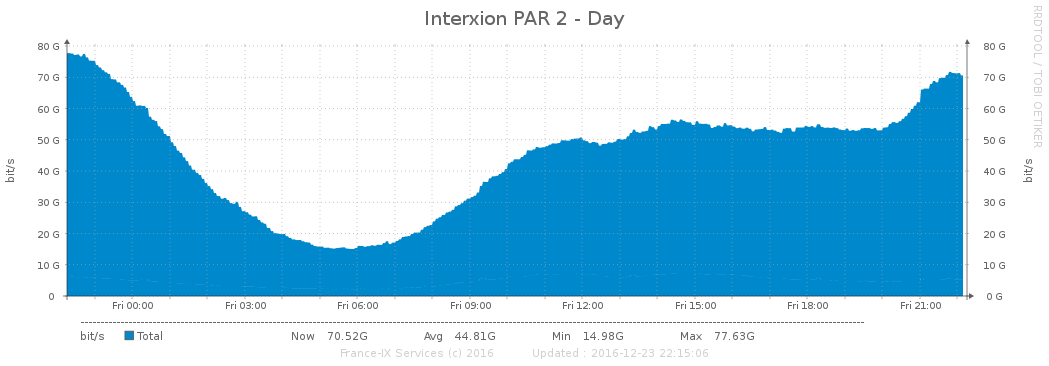 Interxion PAR 2 - Day
RRDTOOL / TOBI OETIKER
80 G 80 G
70 G 70 G
60 G 60 G
50 G 50 G
40 G 40 G
30 G 30 G
20 G 20 G
10 G 10 G
0 0 G
bit/s bit/s
Fri 00:00 Fri 03:00 Fri 06:00 Fri 09:00 Fri 12:00 Fri 15:00 Fri 18:00 Fri 21:00
bit/s Total Now 70.52G Avg 44.81G Min 14.98G Max 77.63G
France-IX Services (c) 2016 Updated : 2016-12-23 22:15:06